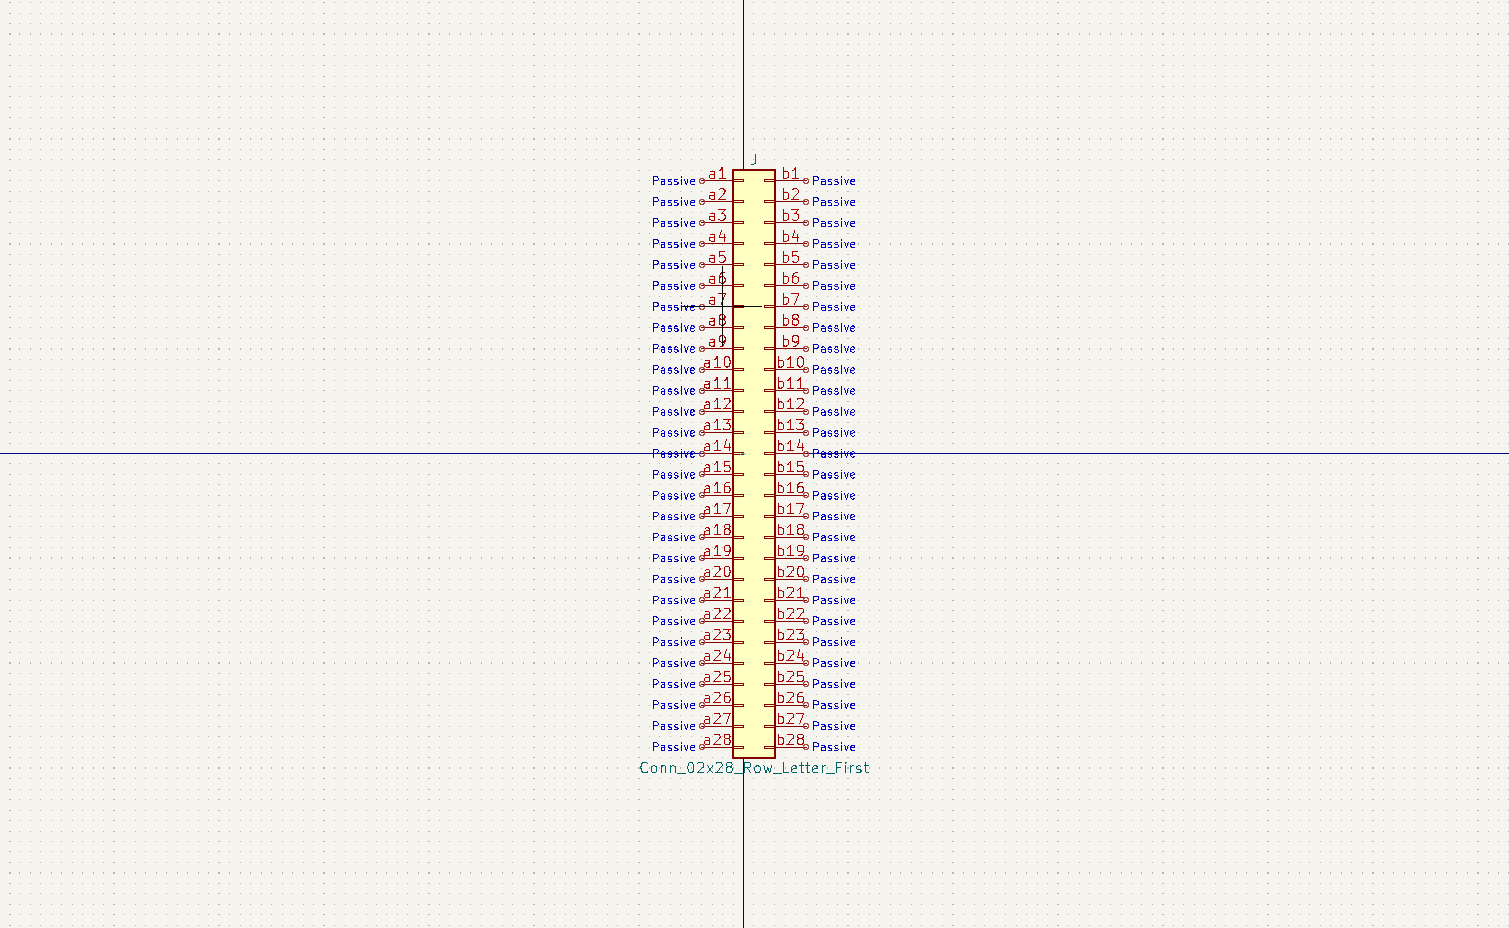 J
Passive a1 b1 Passive
Passive a2 b2 Passive
Passive a3 b3 Passive
Passive a4 b4 Passive
Passive a5 b5 Passive
Passive a6 b6 Passive
Passive a7 b7 Passive
Passive a8 b8 Passive
Passive a9 b9 Passive
Passive a10 b10 Passive
Passive a11 b11 Passive
Passive a12 b12 Passive
Passive a13 b13 Passive
Passive a14 b14 Passive
Passive a15 b15 Passive
Passive a16 b16 Passive
Passive a17 b17 Passive
Passive a18 b18 Passive
Passive a19 b19 Passive
Passive a20 b20 Passive
Passive a21 b21 Passive
Passive a22 b22 Passive
Passive a23 b23 Passive
Passive a24 b24 Passive
Passive a25 b25 Passive
Passive a26 b26 Passive
Passive a27 b27 Passive
Passive a28 b28 Passive
Conn_02x28_Row_Letter_First